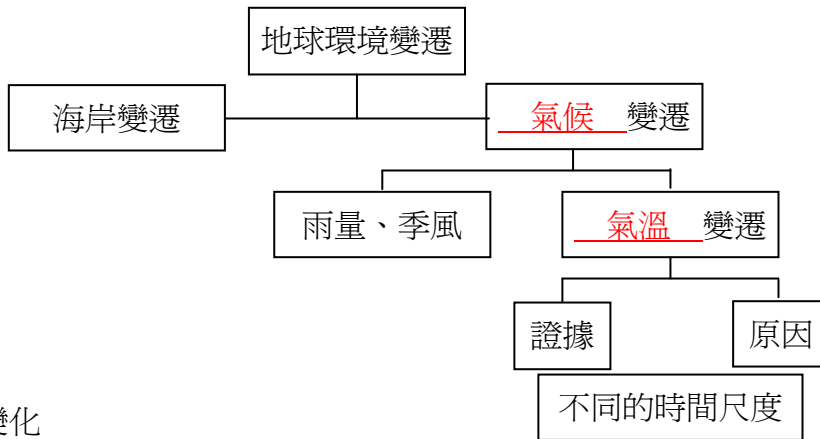 地球環境變遷
海岸變遷
氣候 變遷
雨量、季風
氣溫 變遷
證據
原因
不同的時間尺度
變化